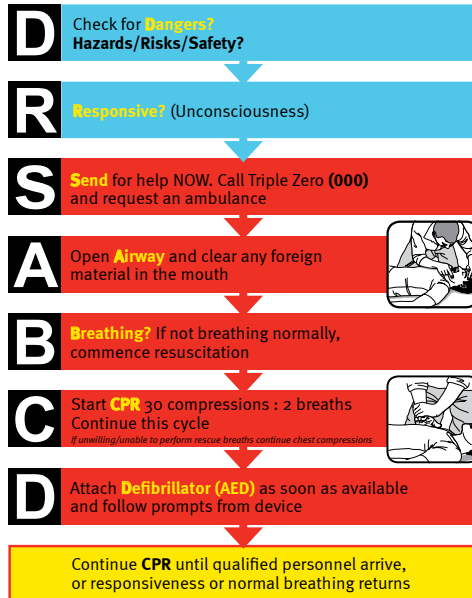 D
Check for Dangers?
Hazards/Risks/Safety?
R
Responsive? (Unconsciousness)
S
Send for help NOW. Call Triple Zero (000)
and request an ambulance
A
Open Airway and clear any foreign
material in the mouth
B
Breathing? If not breathing normally,
commence resuscitation
C
Start CPR 30 compressions : 2 breaths
Continue this cycle
If unwilling/unable to perform rescue breaths continue chest compressions
D
Attach Defibrillator (AED) as soon as available
and follow prompts from device
Continue CPR until qualified personnel arrive,
or responsiveness or normal breathing returns